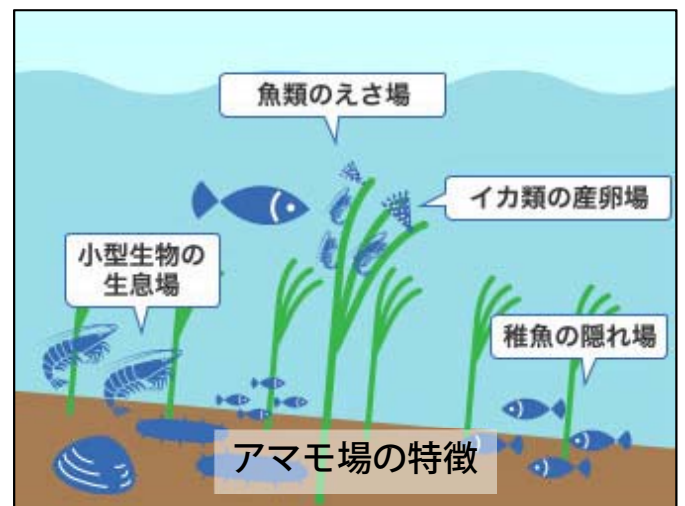 魚類のえさ場
イカ類の産卵場
小型生物の
生息場
稚魚の隠れ場
アマモ場の特徴